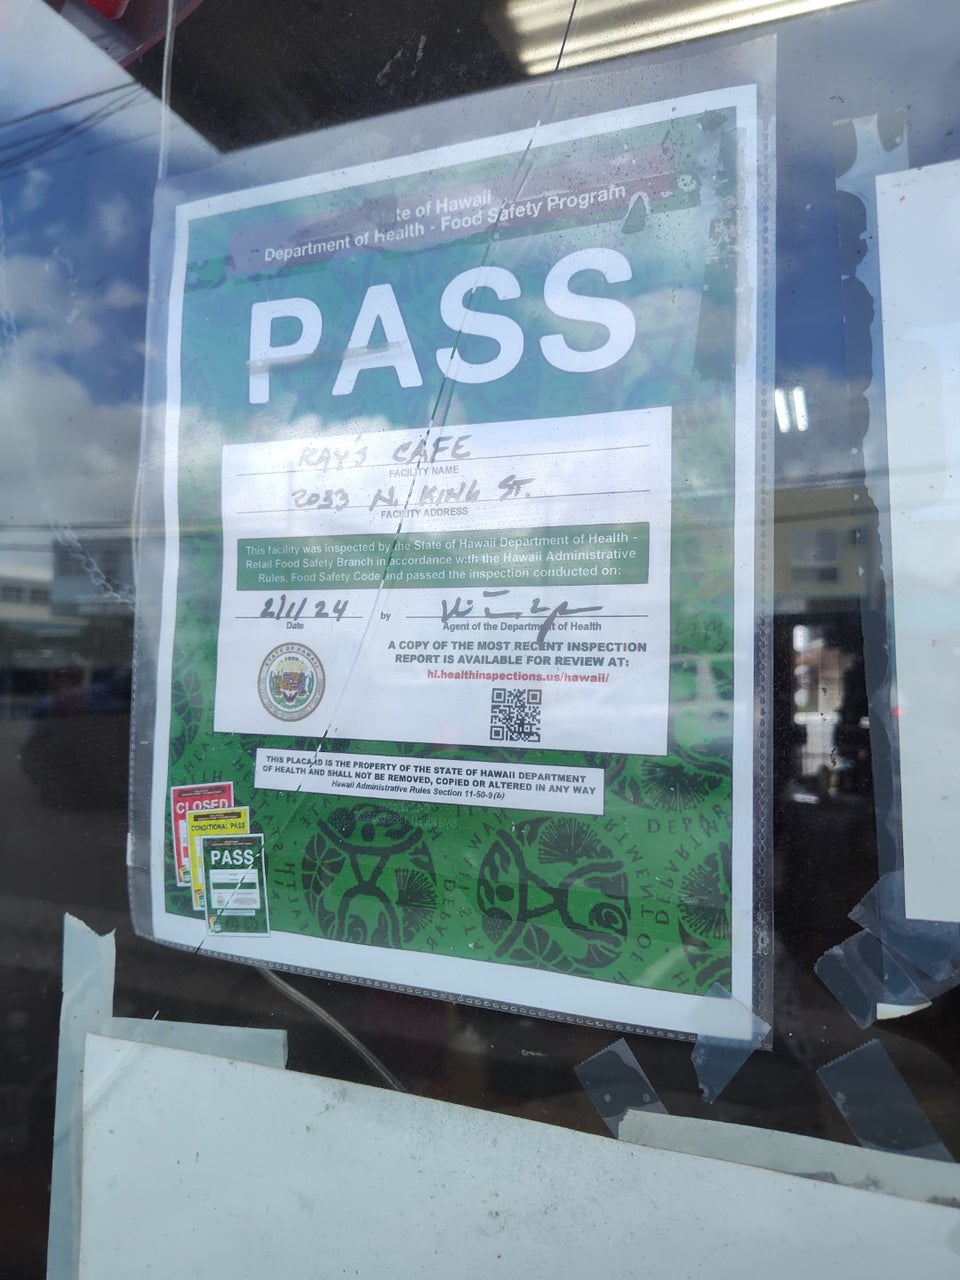 State of Hawaii
Department of Health - Food Safety Program
PASS
RAY'S CAFE
FACILITY NAME
2033 N. KING ST.
FACILITY ADDRESS
This facility was inspected by the State of Hawaii Department of Health -
Retail Food Safety Branch in accordance with the Hawaii Administrative
Rules, Food Safety Code and passed the inspection conducted on:
2/1/24 by
Date Agent of the Department of Health
A COPY OF THE MOST RECENT INSPECTION
REPORT IS AVAILABLE FOR REVIEW AT:
hi.healthinspections.us/hawaii/
STATE OF HAWAII
1959
THIS PLACARD IS THE PROPERTY OF THE STATE OF HAWAII DEPARTMENT
OF HEALTH AND SHALL NOT BE REMOVED, COPIED OR ALTERED IN ANY WAY
Hawaii Administrative Rules Section 11-50-9(b)
CLOSED
CONDITIONAL PASS
PASS